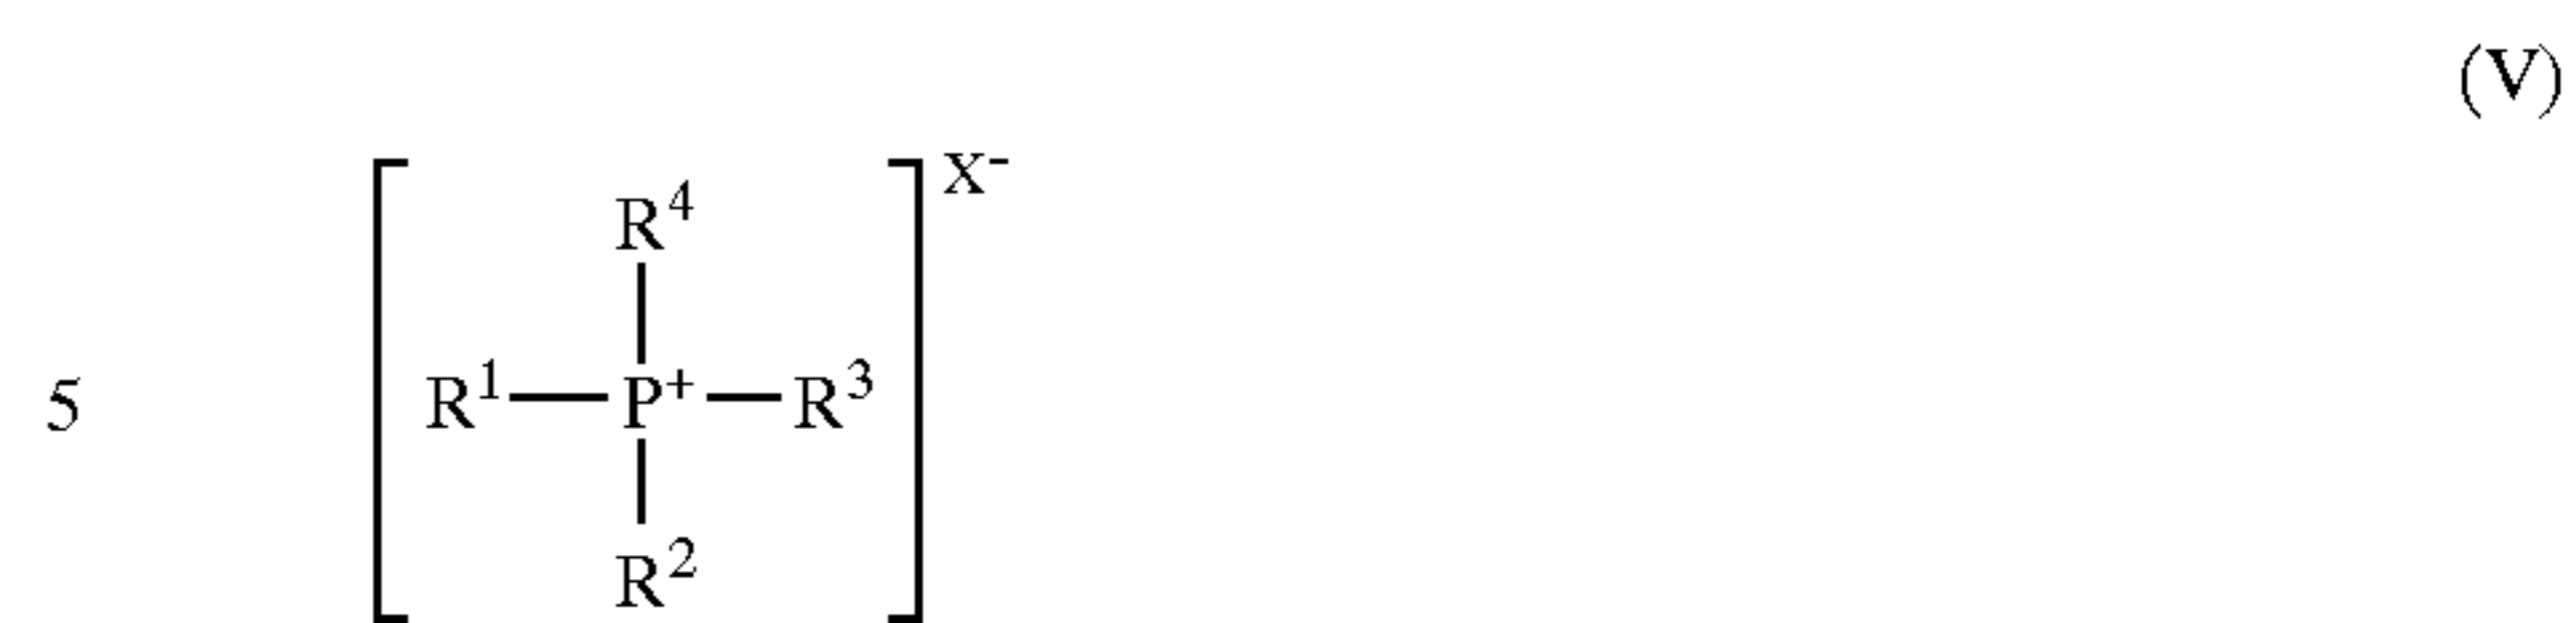 (V)
X⁻
R⁴
5 R¹—P⁺—R³
R²